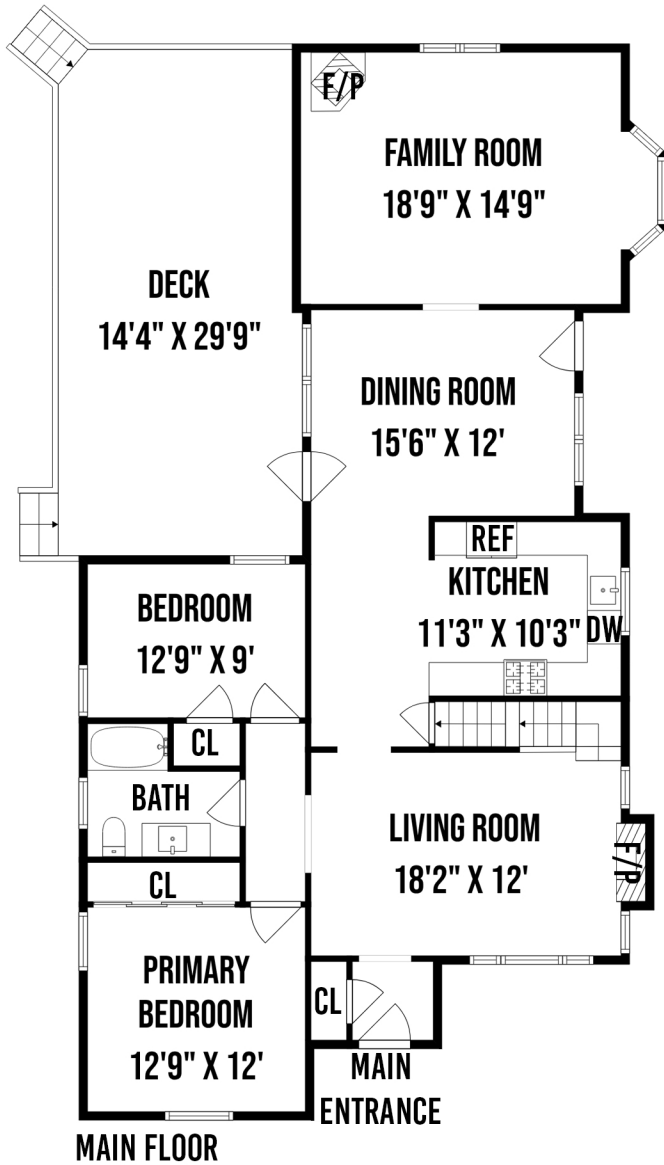 F/P
FAMILY ROOM
18'9" X 14'9"
DECK
14'4" X 29'9"
DINING ROOM
15'6" X 12'
REF
KITCHEN
11'3" X 10'3"
DW
BEDROOM
12'9" X 9'
CL
BATH
LIVING ROOM
18'2" X 12'
F/P
CL
PRIMARY
BEDROOM
12'9" X 12'
CL
MAIN
ENTRANCE
MAIN FLOOR